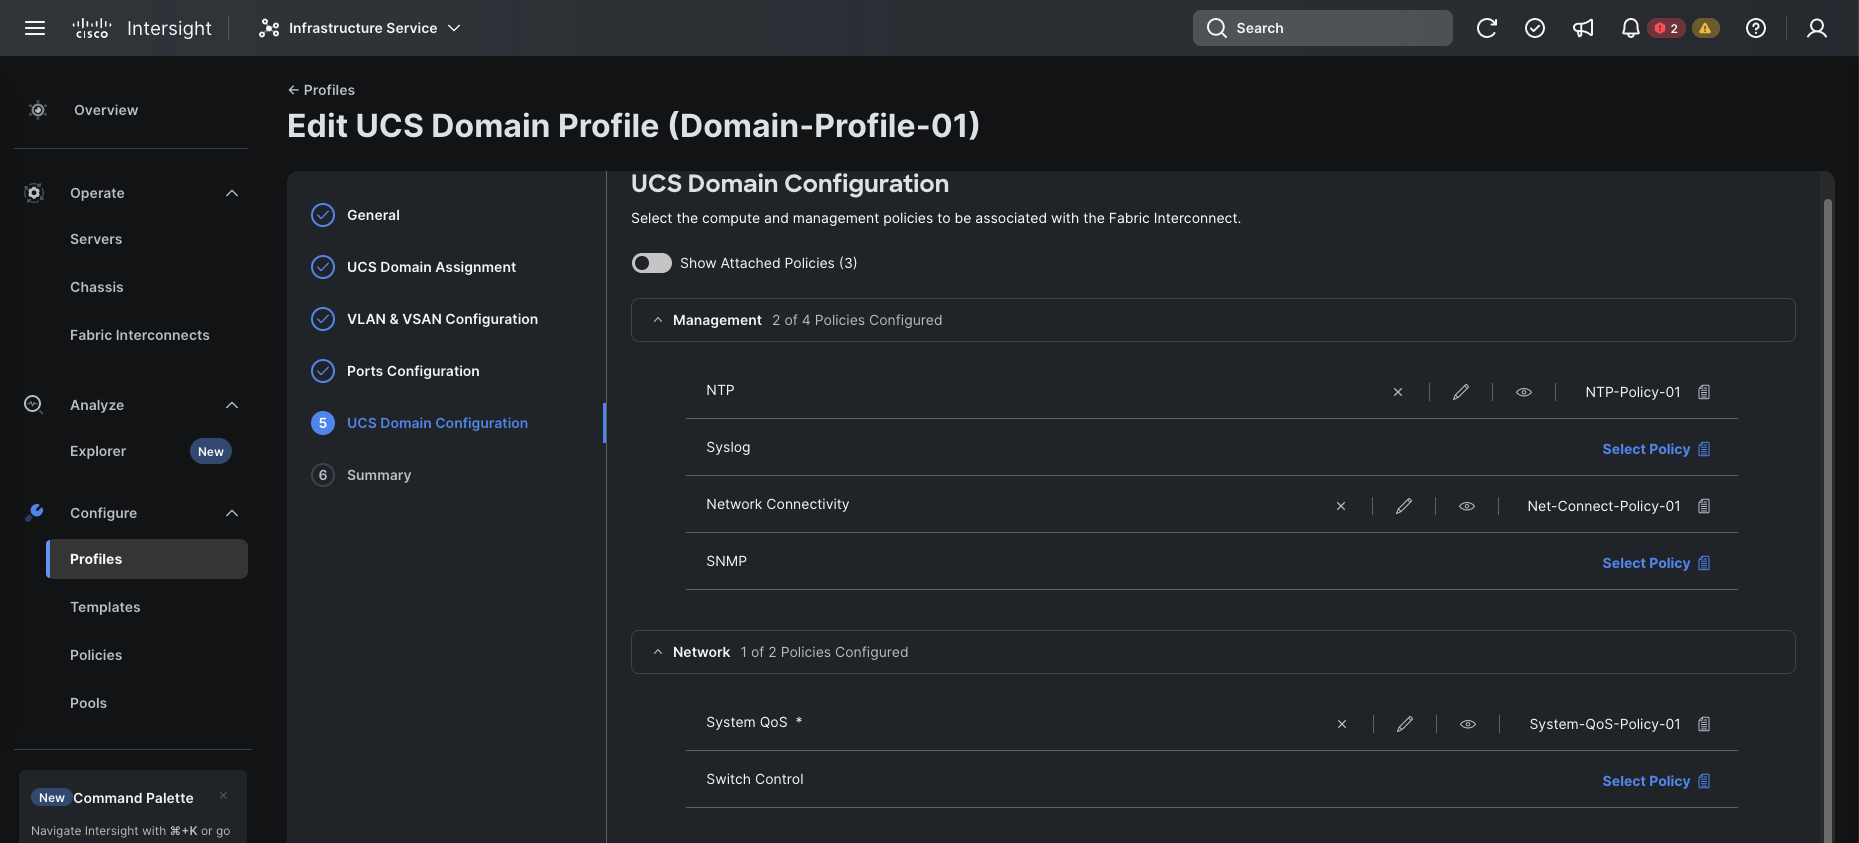 CISCO Intersight Infrastructure Service Search 2
Overview
Operate
Servers
Chassis
Fabric Interconnects
Analyze
Explorer New
Configure
Profiles
Templates
Policies
Pools
New Command Palette
Navigate Intersight with ⌘+K or go
← Profiles
Edit UCS Domain Profile (Domain-Profile-01)
General
UCS Domain Assignment
VLAN & VSAN Configuration
Ports Configuration
5 UCS Domain Configuration
6 Summary
UCS Domain Configuration
Select the compute and management policies to be associated with the Fabric Interconnect.
Show Attached Policies (3)
Management 2 of 4 Policies Configured
NTP NTP-Policy-01
Syslog Select Policy
Network Connectivity Net-Connect-Policy-01
SNMP Select Policy
Network 1 of 2 Policies Configured
System QoS * System-QoS-Policy-01
Switch Control Select Policy